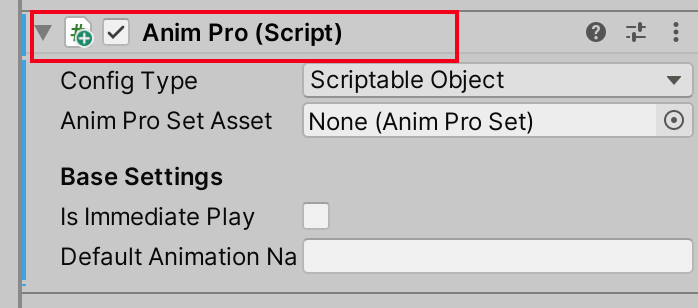 Anim Pro (Script)
Config Type Scriptable Object
Anim Pro Set Asset None (Anim Pro Set)
Base Settings
Is Immediate Play
Default Animation Na